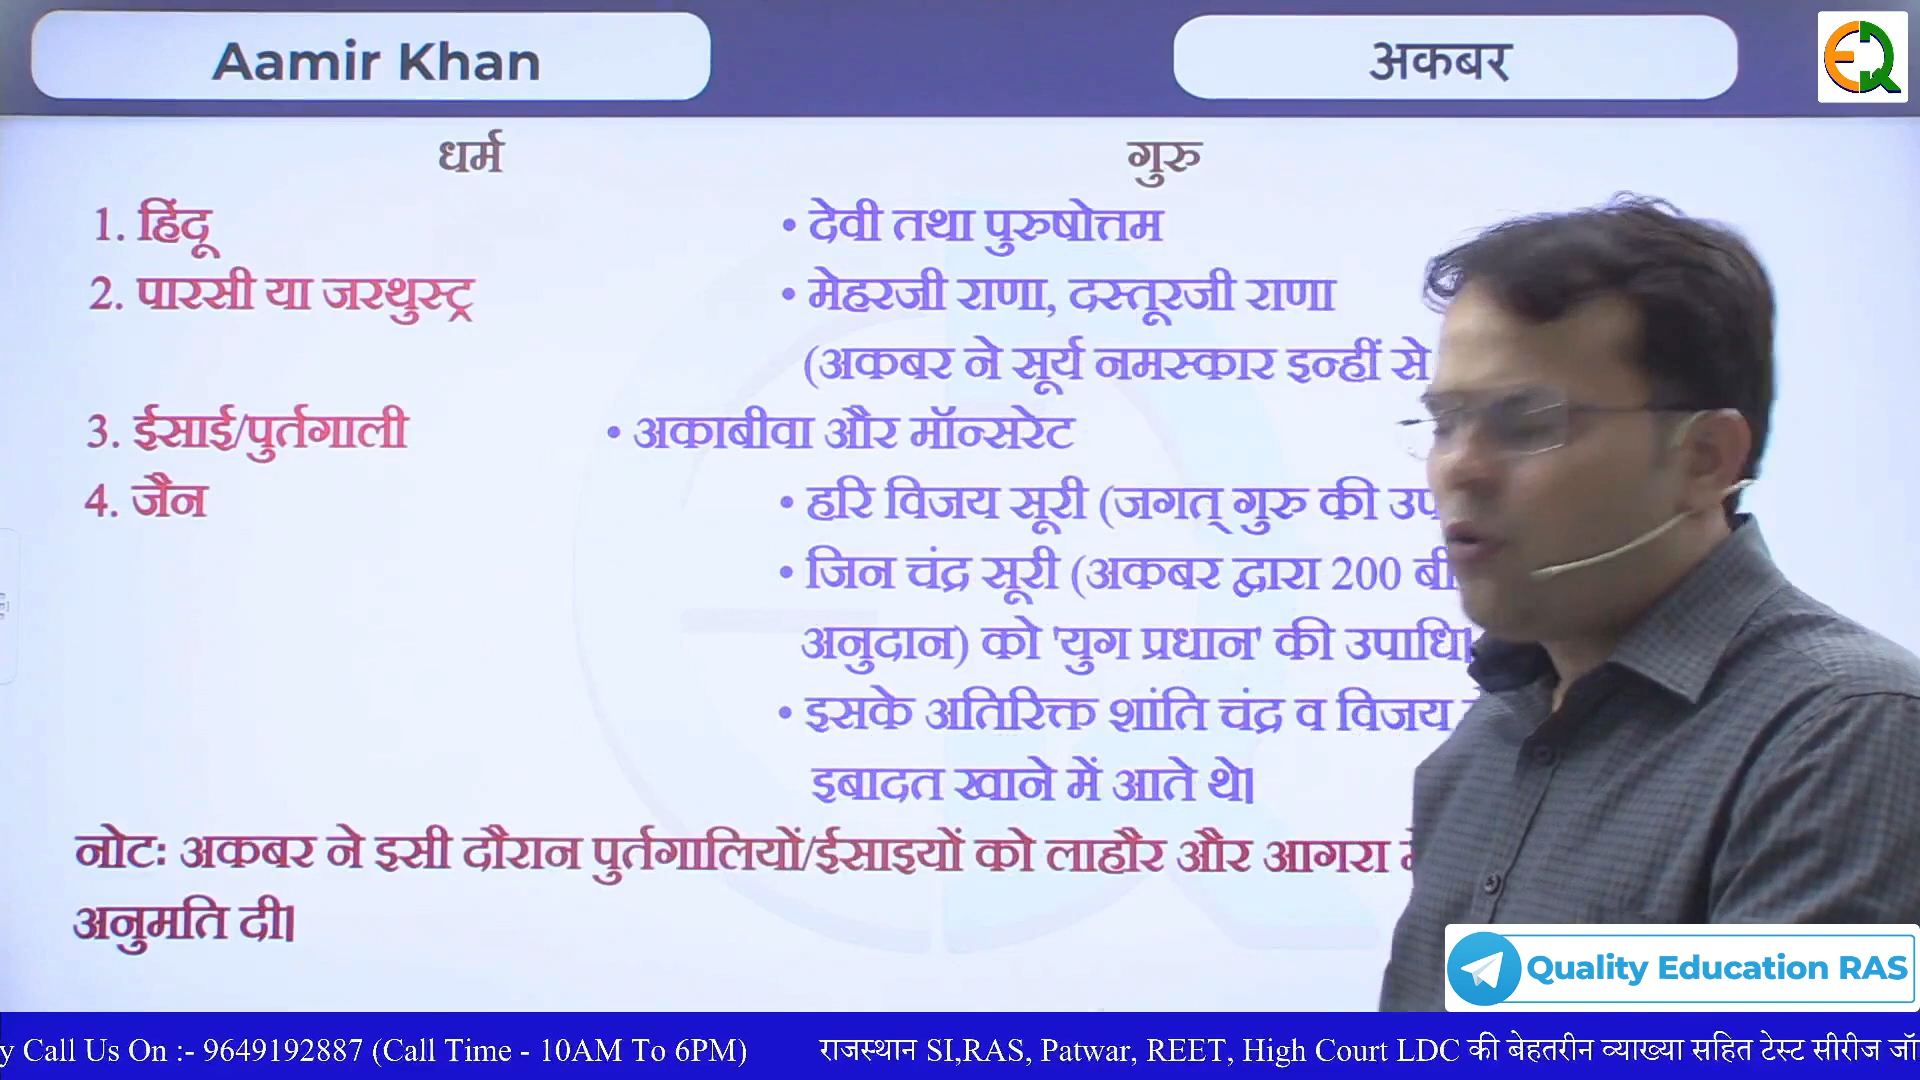 Aamir Khan
अकबर
धर्म
गुरु
1. हिंदू
• देवी तथा पुरुषोत्तम
2. पारसी या जरथुस्ट्र
• मेहरजी राणा, दस्तूरजी राणा
(अकबर ने सूर्य नमस्कार इन्हीं से
3. ईसाई/पुर्तगाली
• अकाबीवा और मॉन्सरेट
4. जैन
• हरि विजय सूरी (जगत् गुरु की
• जिन चंद्र सूरी (अकबर द्वारा 200
अनुदान) को 'युग प्रधान' की उपाधि।
• इसके अतिरिक्त शांति चंद्र व विजय
इबादत खाने में आते थे।
नोटः अकबर ने इसी दौरान पुर्तगालियों/ईसाइयों को लाहौर और आगरा
अनुमति दी।
Quality Education RAS
y Call Us On :- 9649192887 (Call Time - 10AM To 6PM)
राजस्थान SI,RAS, Patwar, REET, High Court LDC की बेहतरीन व्याख्या सहित टेस्ट सीरीज